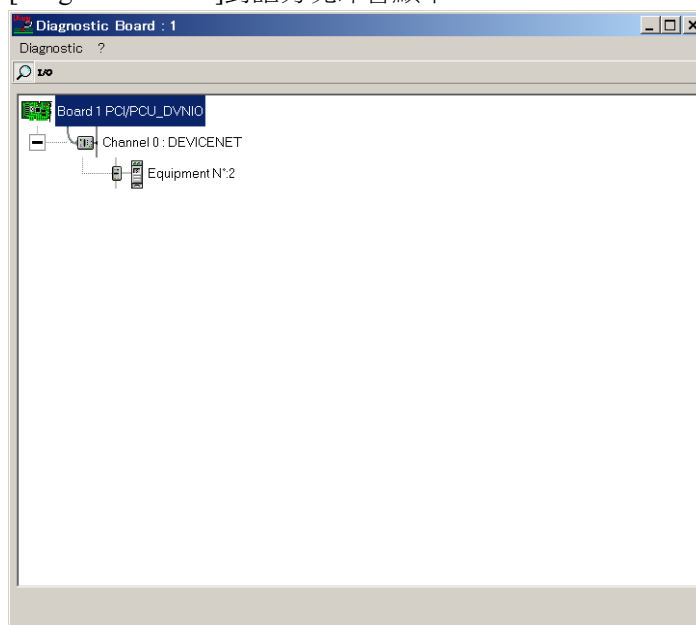 Diagnostic Board : 1
Diagnostic ?
I/O
Board 1 PCI/PCU_DVNIO
Channel 0 : DEVICENET
Equipment N°:2